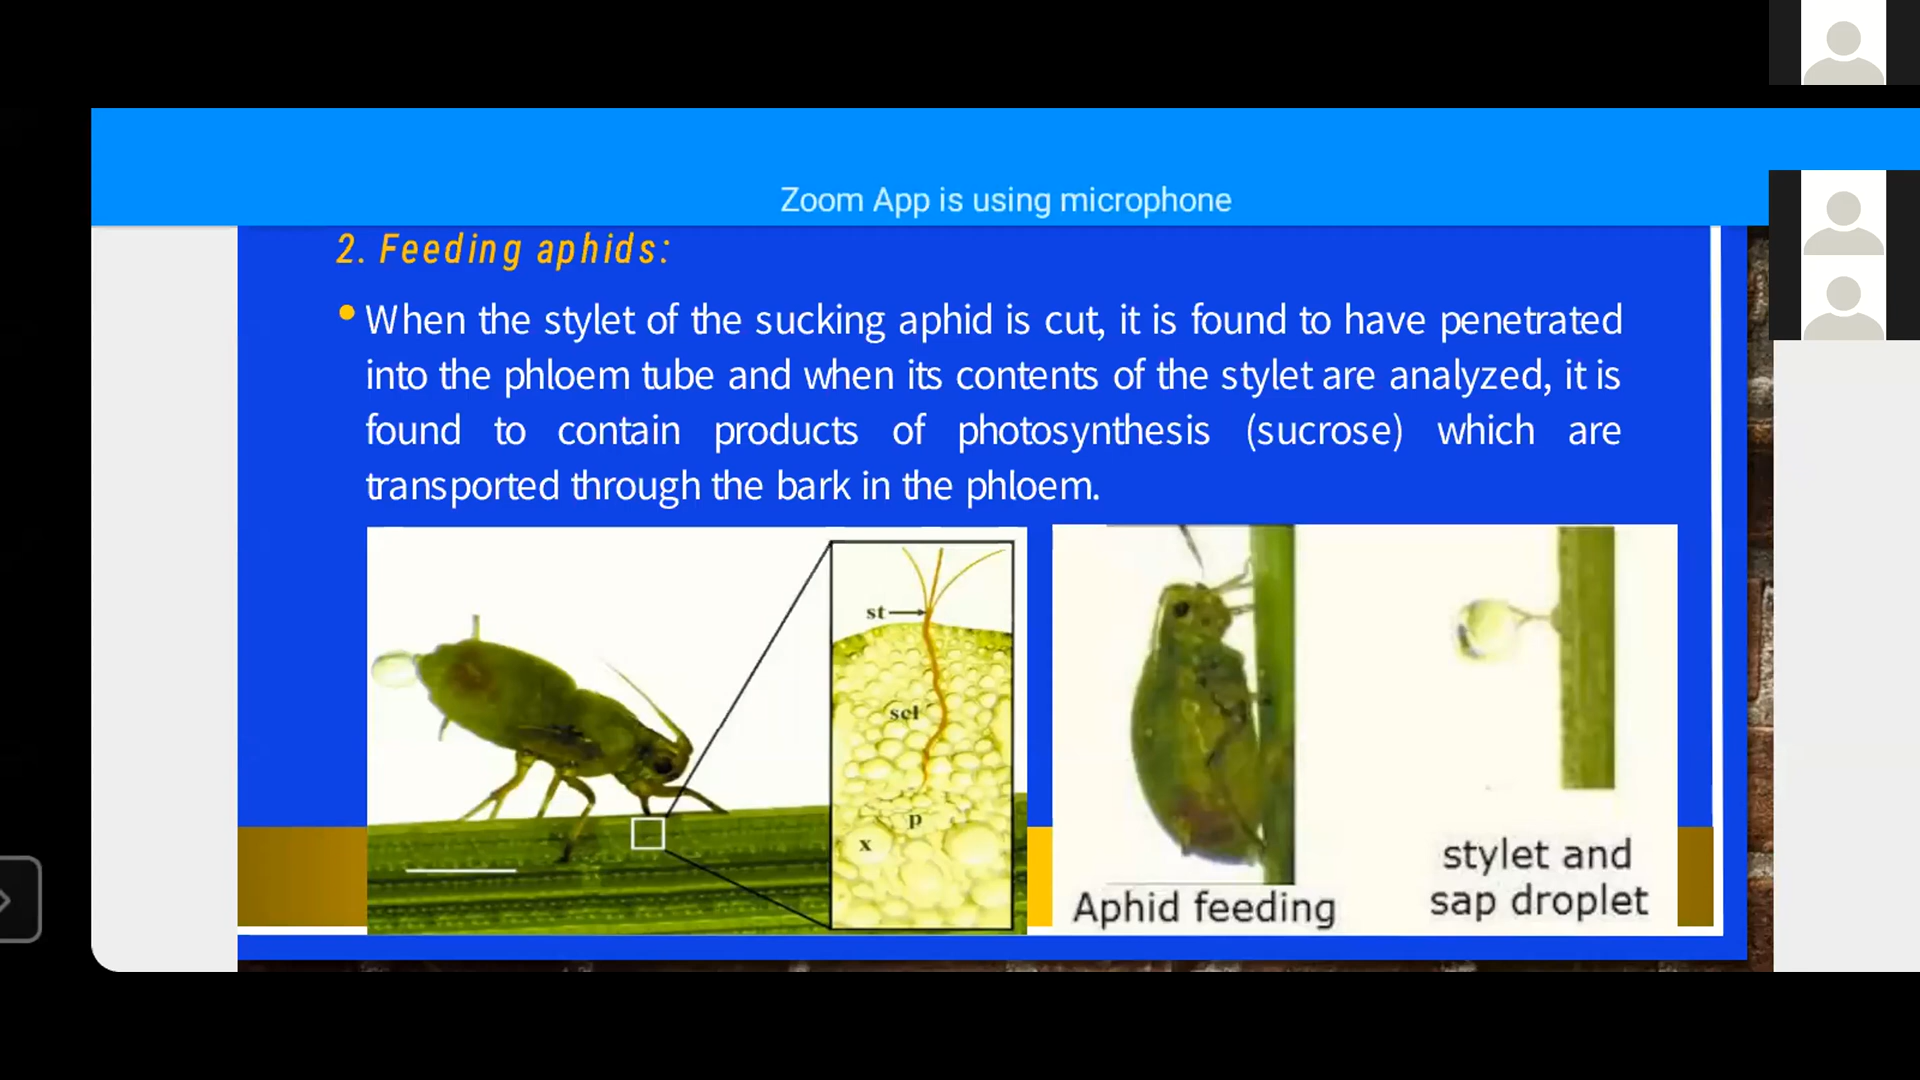 Zoom App is using microphone
2. Feeding aphids:
• When the stylet of the sucking aphid is cut, it is found to have penetrated
into the phloem tube and when its contents of the stylet are analyzed, it is
found to contain products of photosynthesis (sucrose) which are
transported through the bark in the phloem.
st
scl
p
x
Aphid feeding
stylet and
sap droplet